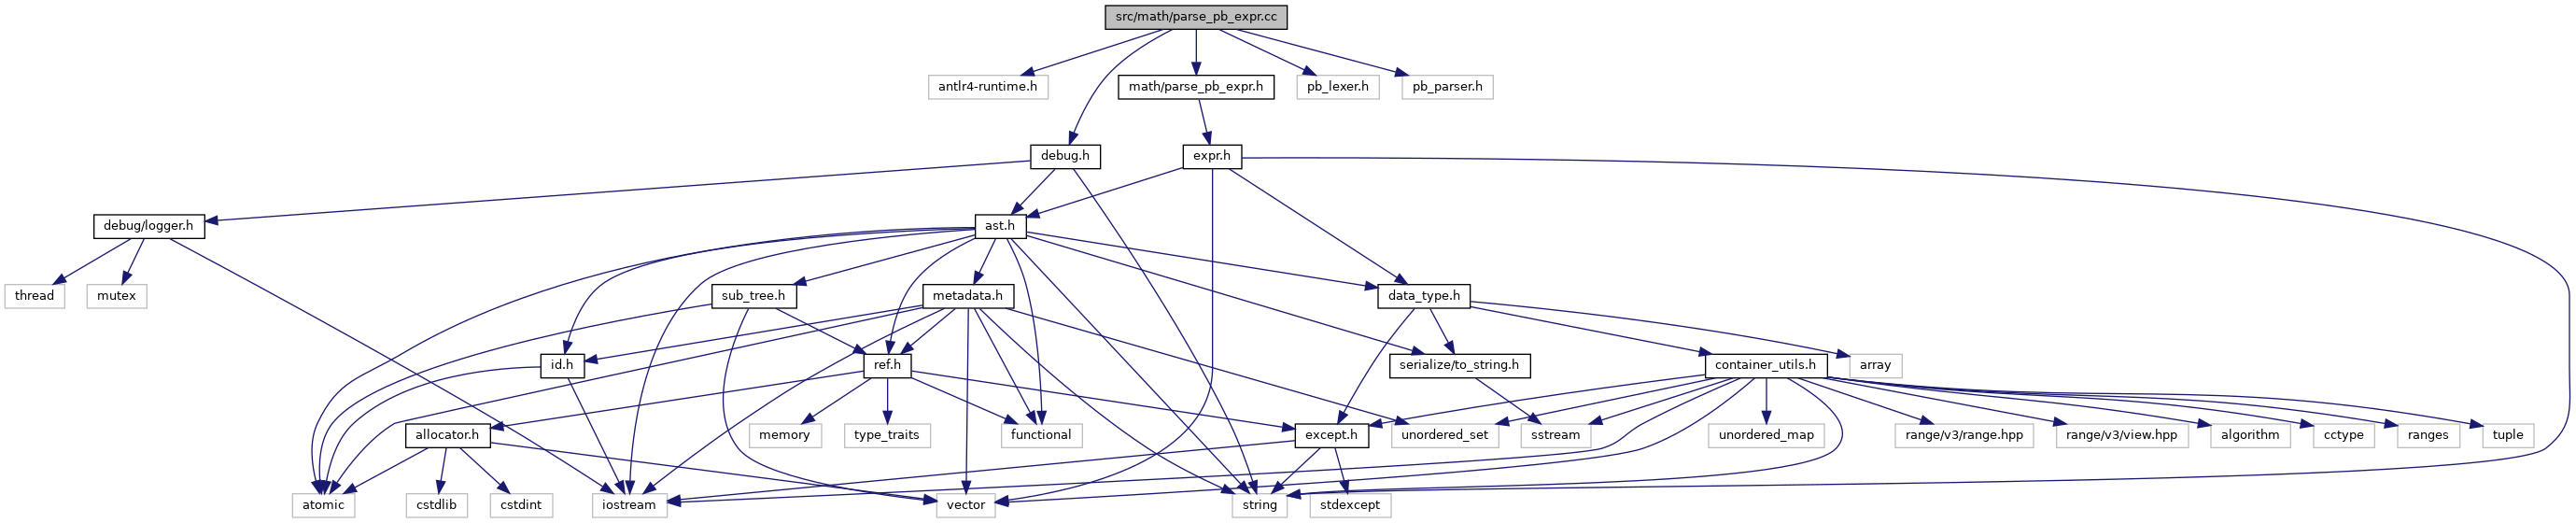 src/math/parse_pb_expr.cc
antlr4-runtime.h
math/parse_pb_expr.h
pb_lexer.h
pb_parser.h
debug.h
expr.h
debug/logger.h
ast.h
thread
mutex
sub_tree.h
metadata.h
data_type.h
id.h
ref.h
serialize/to_string.h
container_utils.h
array
allocator.h
memory
type_traits
functional
except.h
unordered_set
sstream
unordered_map
range/v3/range.hpp
range/v3/view.hpp
algorithm
cctype
ranges
tuple
atomic
cstdlib
cstdint
iostream
vector
string
stdexcept